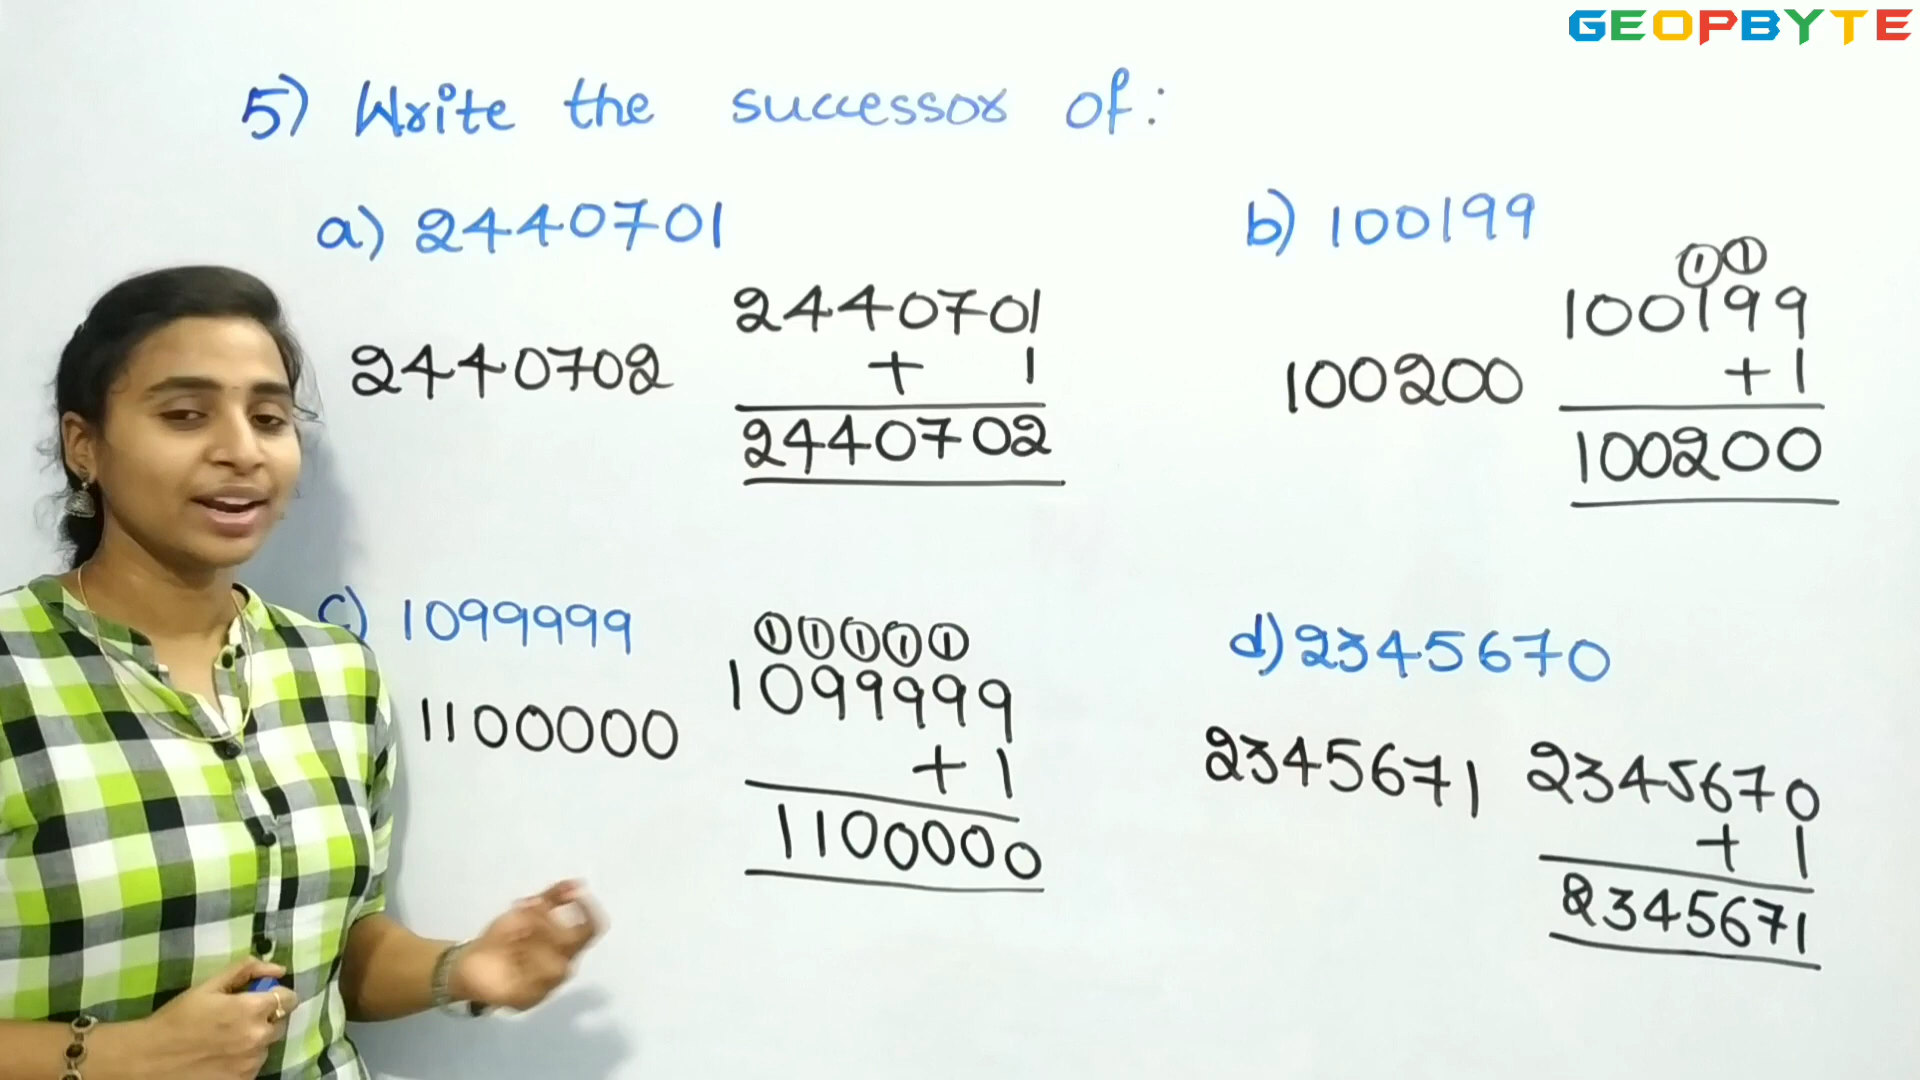 GEOPBYTE
5) Write the successor of:
a) 2440701
2440702
2440701
+ 1
2440702
b) 100199
100200
1 1
100199
+1
100200
c) 1099999
1100000
1 1 1 1 1
1099999
+1
1100000
d) 2345670
2345671
2345670
+ 1
2345671